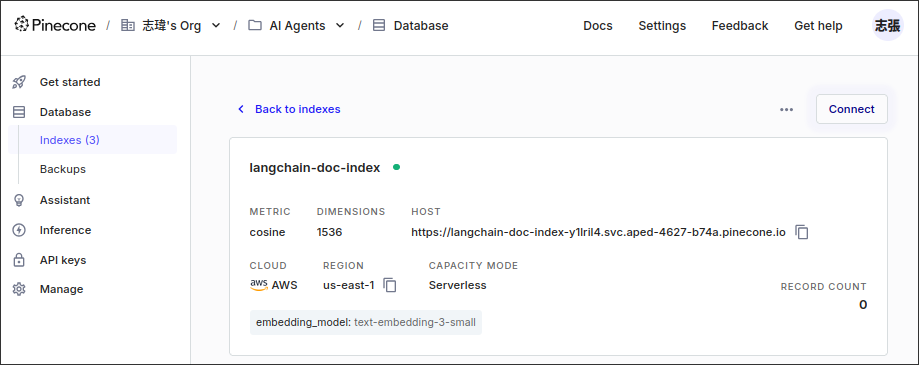 Pinecone / 志瑋's Org / AI Agents / Database Docs Settings Feedback Get help 志張
Get started
Database
Indexes (3)
Backups
Assistant
Inference
API keys
Manage
Back to indexes ... Connect
langchain-doc-index
METRIC DIMENSIONS HOST
cosine 1536 https://langchain-doc-index-y1lril4.svc.aped-4627-b74a.pinecone.io
CLOUD REGION CAPACITY MODE
aws AWS us-east-1 Serverless
RECORD COUNT
0
embedding_model: text-embedding-3-small